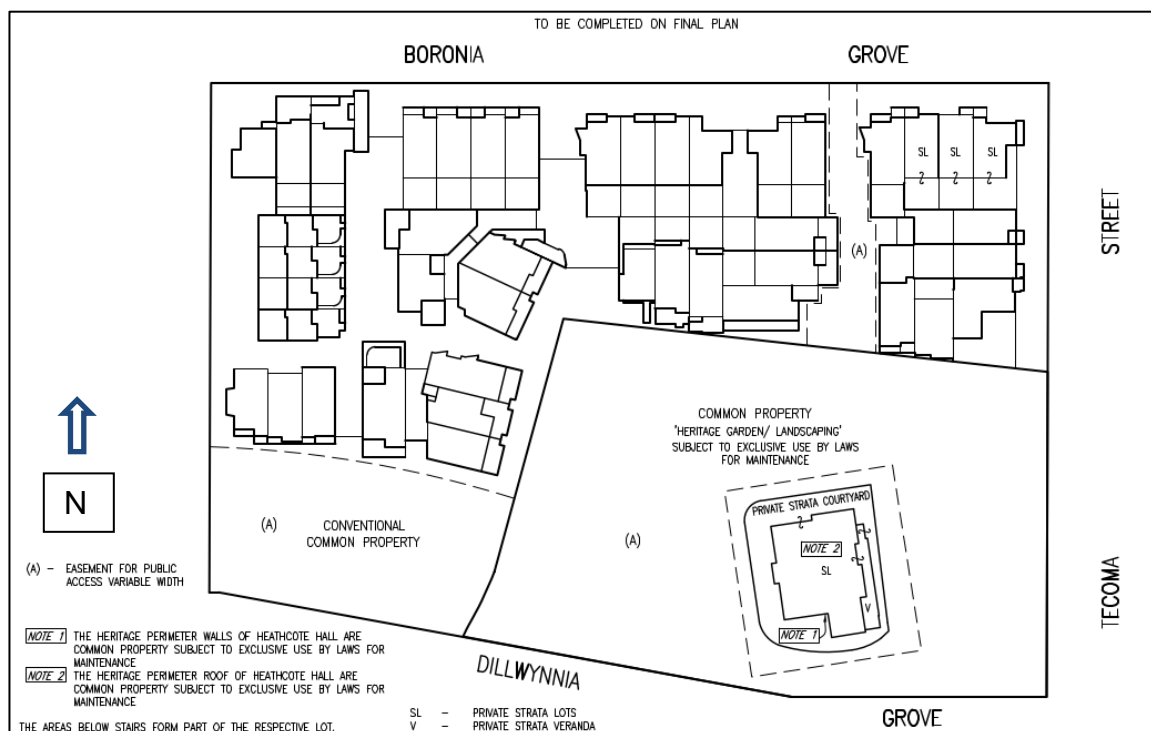 TO BE COMPLETED ON FINAL PLAN
BORONIA GROVE
SL SL SL
STREET
(A)
COMMON PROPERTY
'HERITAGE GARDEN/ LANDSCAPING'
SUBJECT TO EXCLUSIVE USE BY LAWS
FOR MAINTENANCE
N
PRIVATE STRATA COURTYARD
(A)
CONVENTIONAL
COMMON PROPERTY
(A)
NOTE 2
SL
V
NOTE 1
TECOMA
(A) – EASEMENT FOR PUBLIC
ACCESS VARIABLE WIDTH
NOTE 1 THE HERITAGE PERIMETER WALLS OF HEATHCOTE HALL ARE
COMMON PROPERTY SUBJECT TO EXCLUSIVE USE BY LAWS FOR
MAINTENANCE
NOTE 2 THE HERITAGE PERIMETER ROOF OF HEATHCOTE HALL ARE
COMMON PROPERTY SUBJECT TO EXCLUSIVE USE BY LAWS FOR
MAINTENANCE
DILLWYNNIA
GROVE
THE AREAS BELOW STAIRS FORM PART OF THE RESPECTIVE LOT.
SL – PRIVATE STRATA LOTS
V – PRIVATE STRATA VERANDA